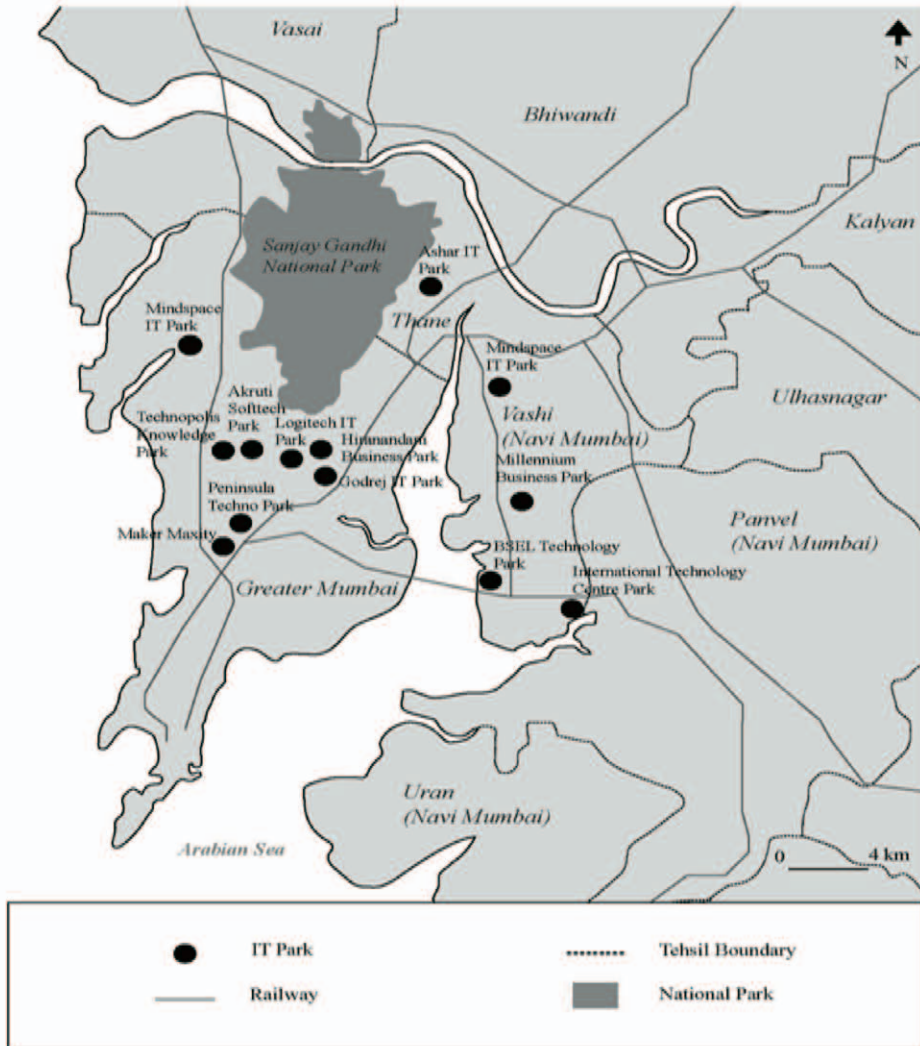 Vasai
N
Bhiwandi
Kalyan
Sanjay Gandhi
National Park
Ashar IT
Park
Mindspace
IT Park
Thane
Mindspace
IT Park
Ulhasnagar
Akruti
Softtech
Park
Technopolis
Knowledge
Park
Logitech IT
Park
Hiranandani
Business Park
Godrej IT Park
Vashi
(Navi Mumbai)
Millennium
Business Park
Peninsula
Techno Park
Maker Maxity
Panvel
(Navi Mumbai)
BSEL Technology
Park
International Technology
Centre Park
Greater Mumbai
Uran
(Navi Mumbai)
Arabian Sea
0 4 km
IT Park
Tehsil Boundary
Railway
National Park